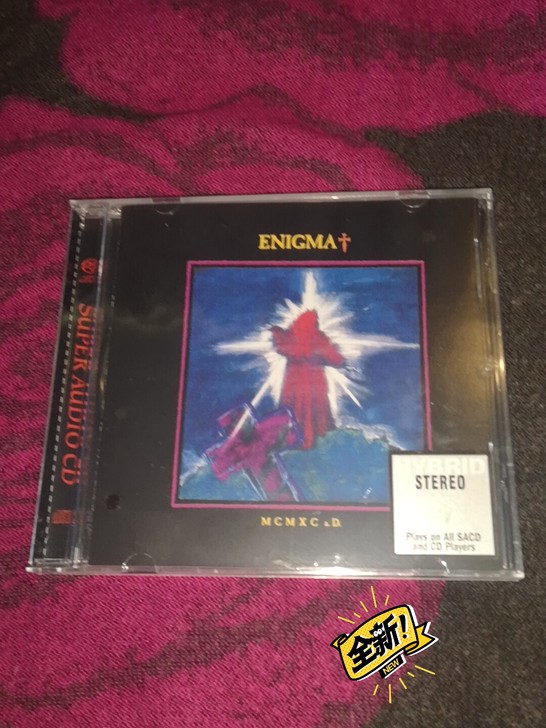 ENIGMA†
SUPER AUDIO CD
MCMXC a.D.
HYBRID
STEREO
Plays on All SACD
and CD Players
全新!
NEW